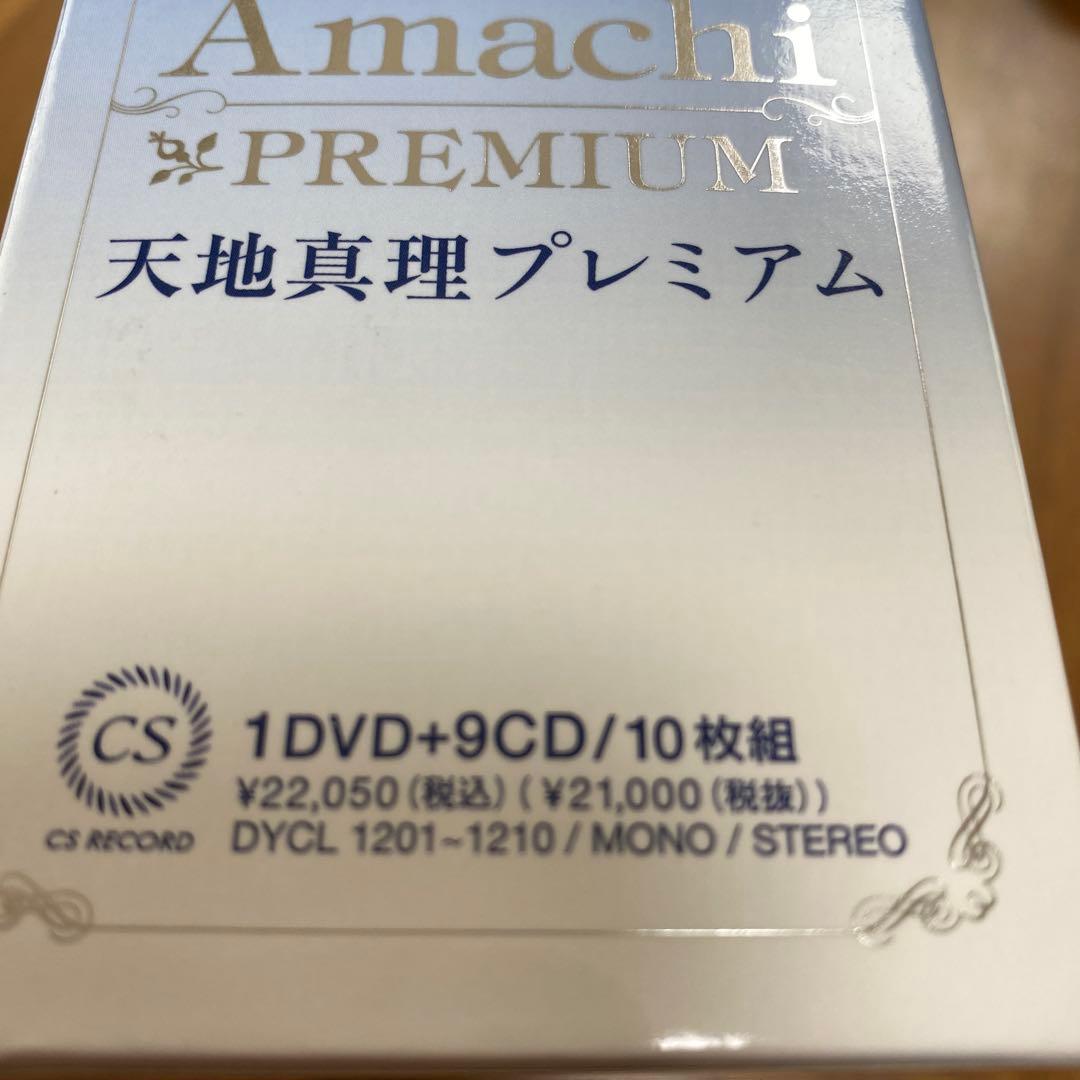 Amachi
PREMIUM
天地真理プレミアム
CS
CS RECORD
1DVD+9CD/10枚組
¥22,050(税込)(¥21,000(税抜))
DYCL 1201~1210/MONO/STEREO